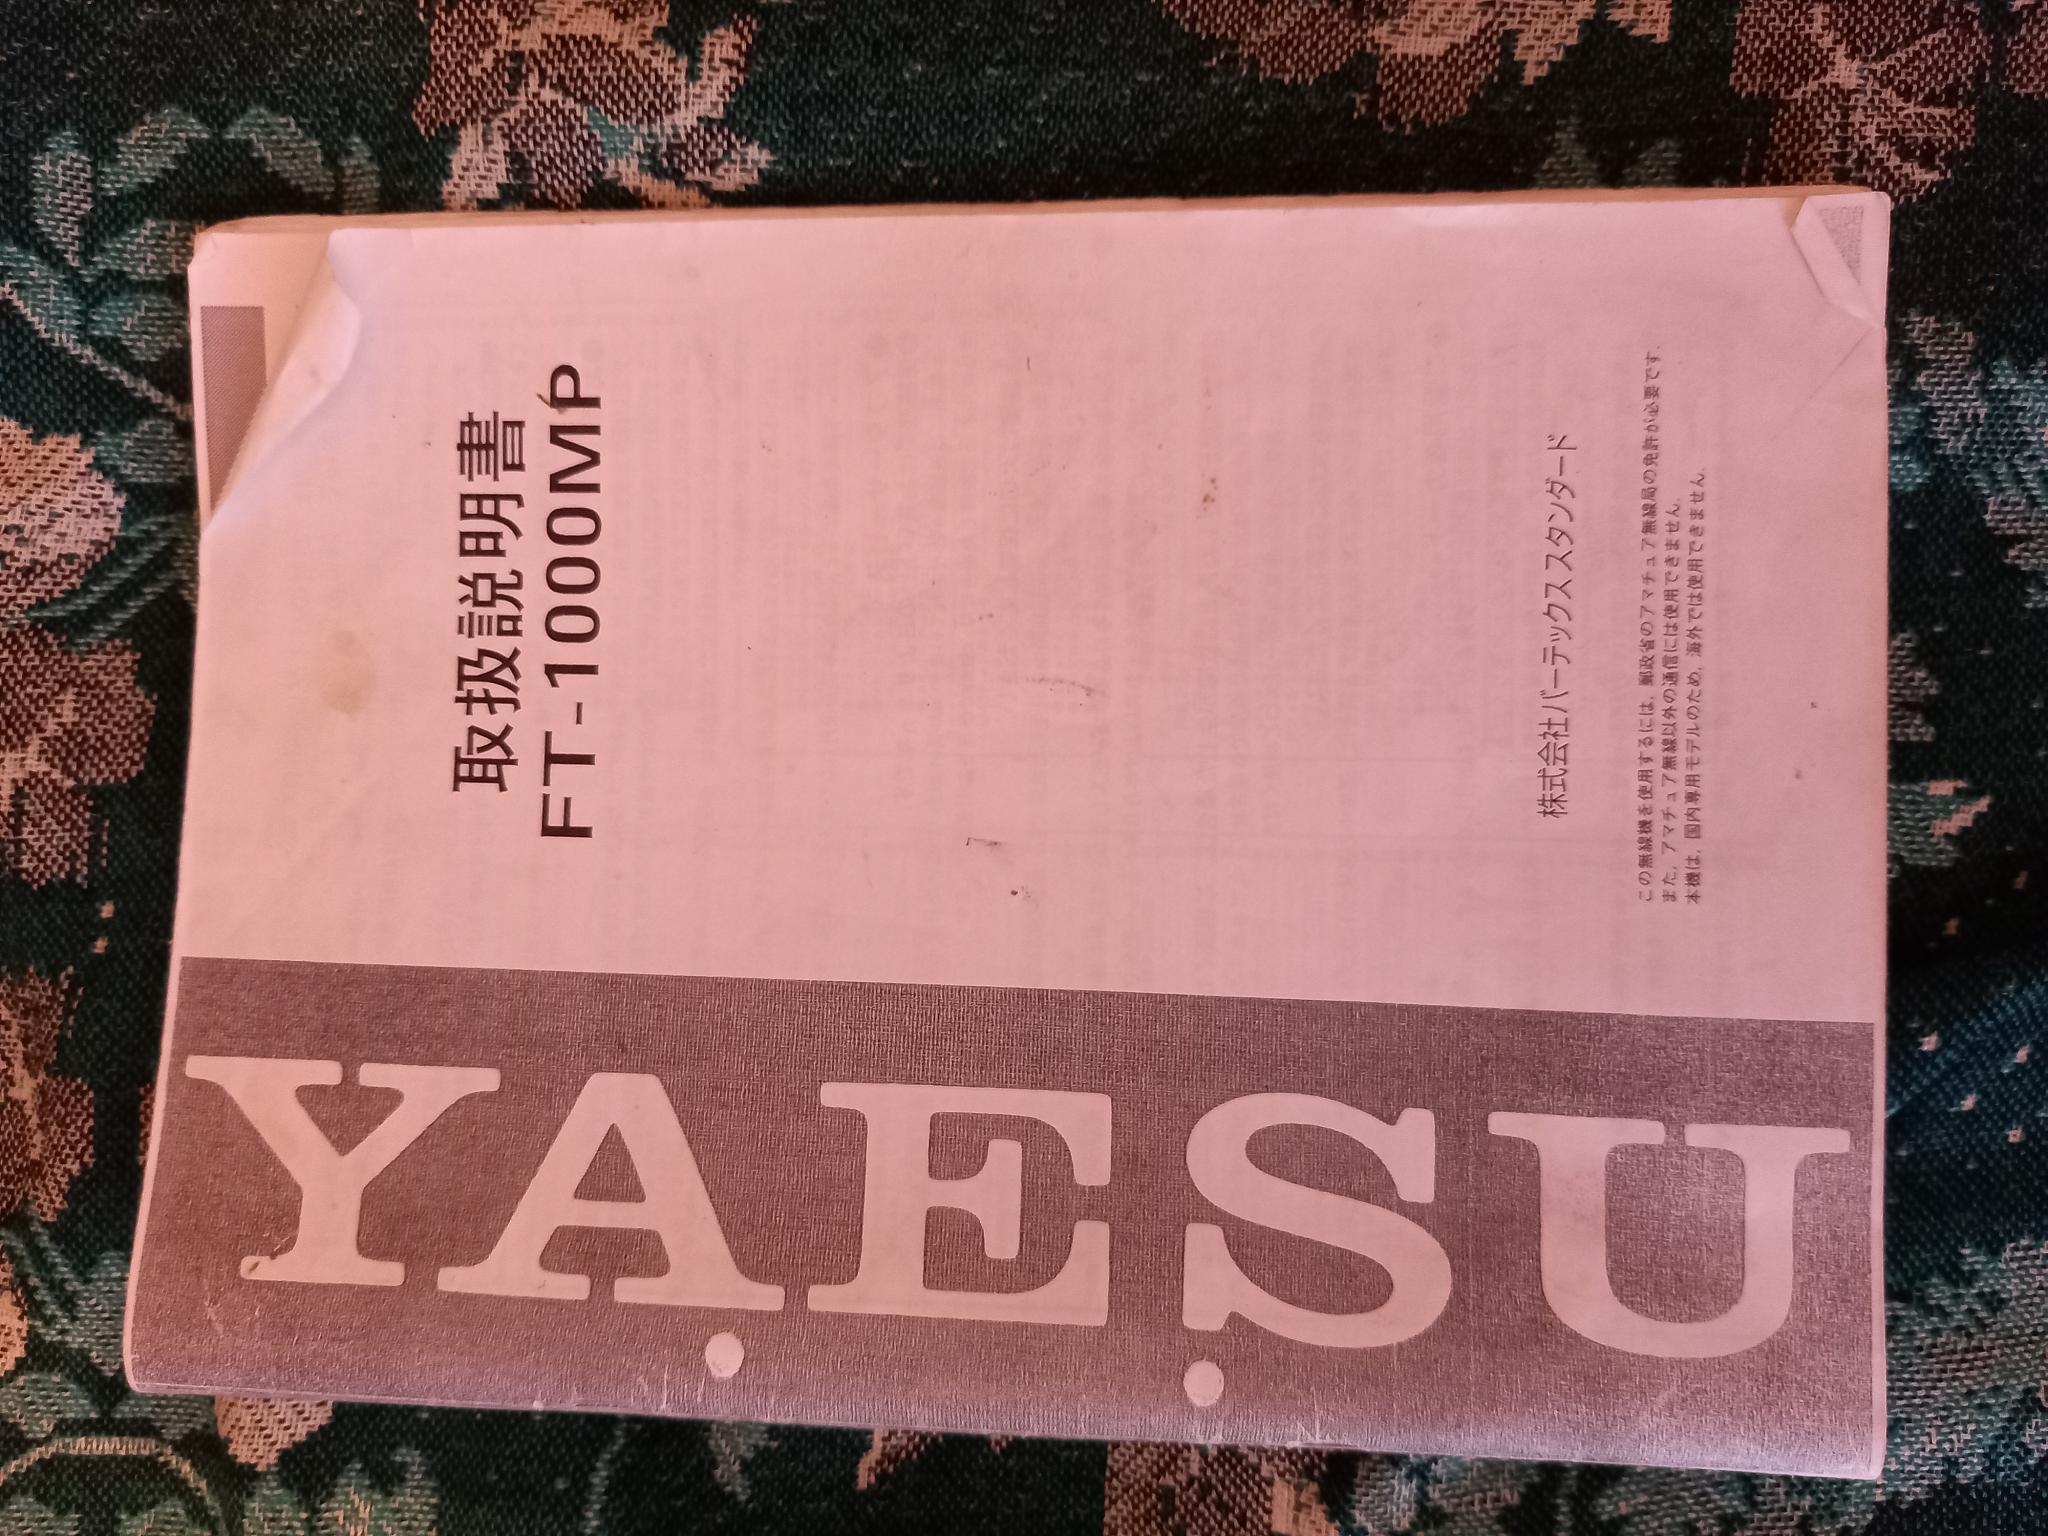 YAESU
取扱説明書
FT-1000MP
株式会社バーテックススタンダード
この無線機を使用するには，郵政省のアマチュア無線局の免許が必要です．
また，アマチュア無線以外の通信には使用できません．
本機は，国内専用モデルのため，海外では使用できません．